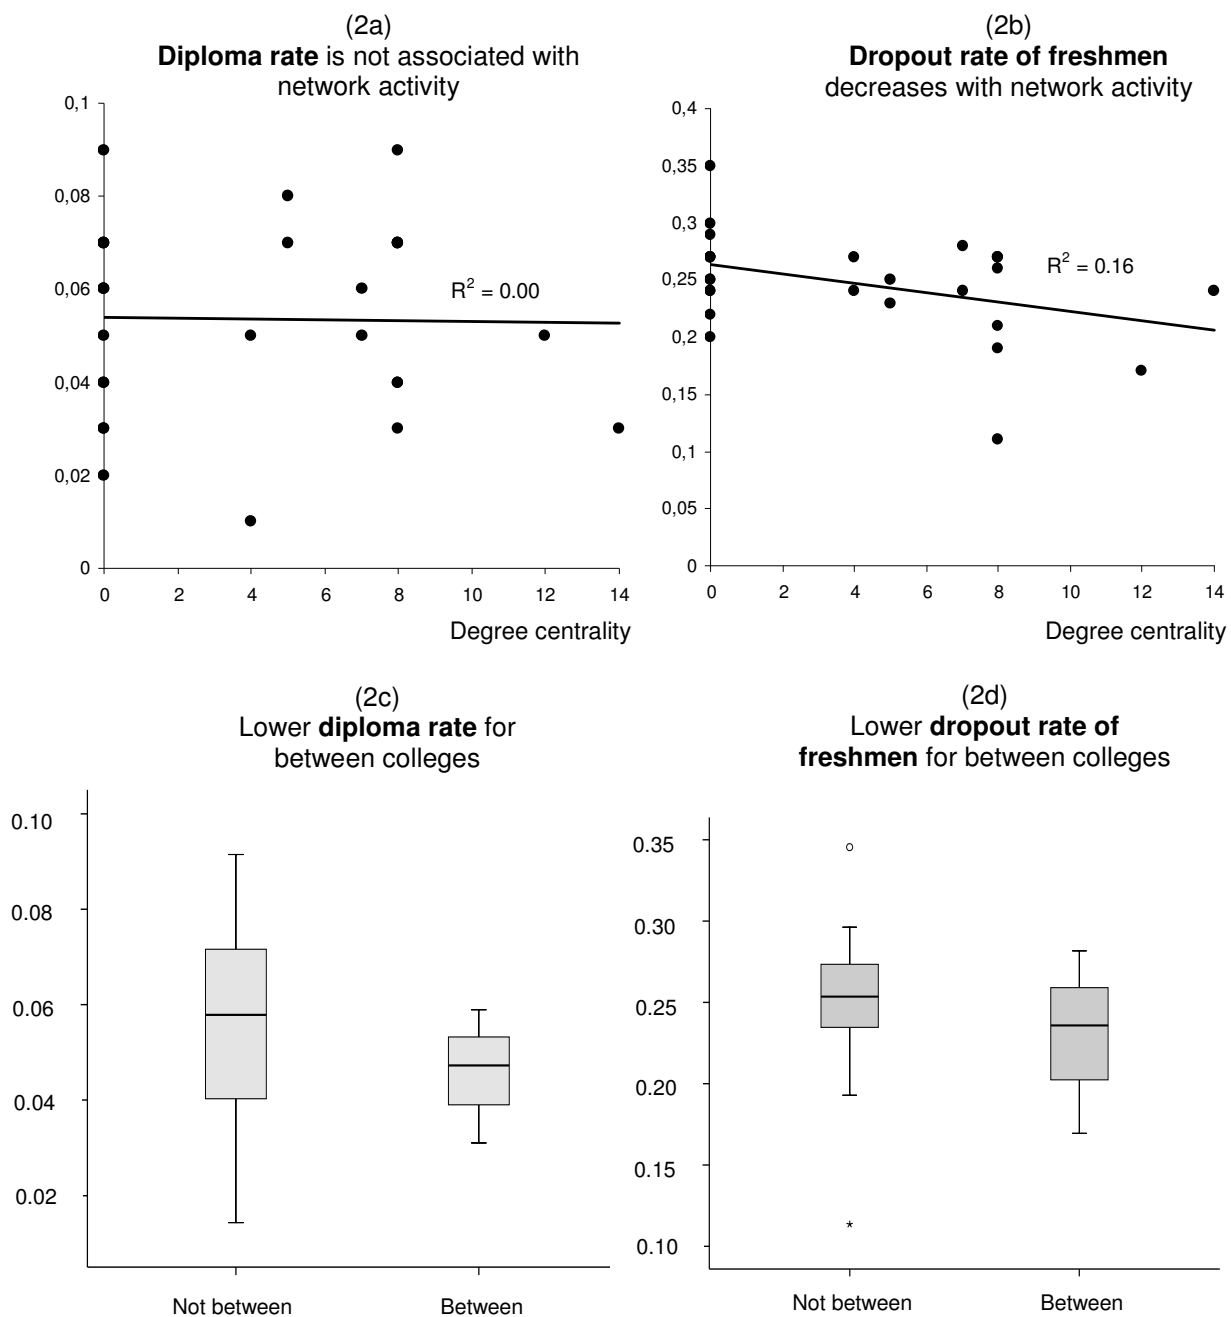 (2a)
Diploma rate is not associated with
network activity
0,1
0,08
0,06
0,04
0,02
0
R² = 0.00
0 2 4 6 8 10 12 14
Degree centrality
(2b)
Dropout rate of freshmen
decreases with network activity
0,4
0,35
0,3
0,25
0,2
0,15
0,1
0,05
0
R² = 0.16
0 2 4 6 8 10 12 14
Degree centrality
(2c)
Lower diploma rate for
between colleges
0.10
0.08
0.06
0.04
0.02
Not between Between
(2d)
Lower dropout rate of
freshmen for between colleges
0.35
0.30
0.25
0.20
0.15
0.10
Not between Between